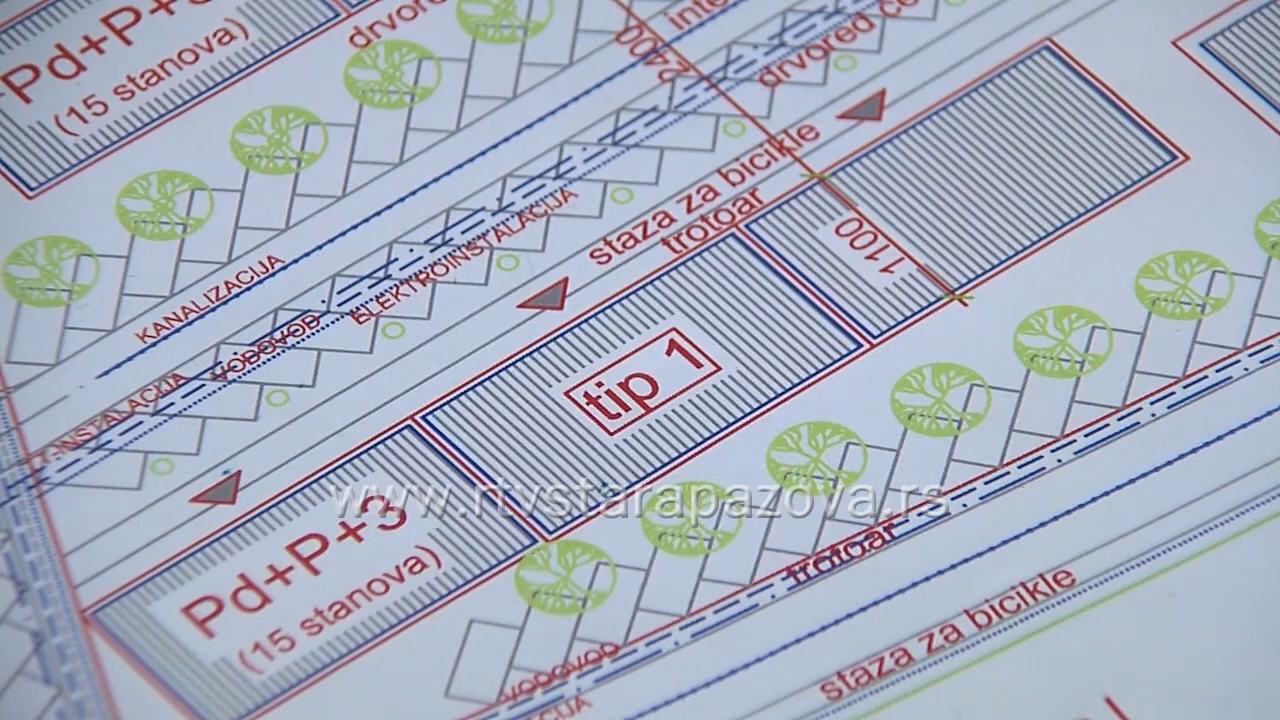 Pd+P+3
(15 stanova)
drvored
2400
drvored
KANALIZACIJA
VODOVOD
ELEKTROINSTALACIJA
-INSTALACIJA
staza za bicikle
trotoar
1100
tip 1
Pd+P+3
(15 stanova)
www.rtvstarapazova.rs
trotoar
staza za bicikle
VODOVOD